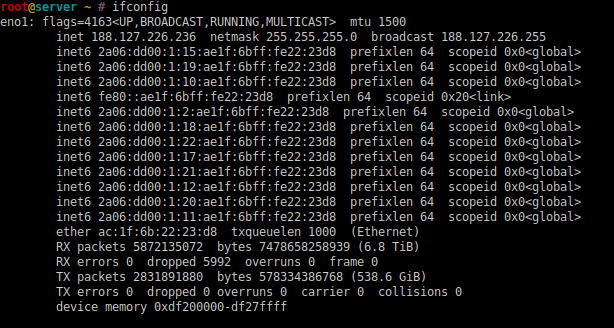 root@server ~ # ifconfig
eno1: flags=4163<UP,BROADCAST,RUNNING,MULTICAST>  mtu 1500
inet 188.127.226.236  netmask 255.255.255.0  broadcast 188.127.226.255
inet6 2a06:dd00:1:15:ae1f:6bff:fe22:23d8  prefixlen 64  scopeid 0x0<global>
inet6 2a06:dd00:1:19:ae1f:6bff:fe22:23d8  prefixlen 64  scopeid 0x0<global>
inet6 2a06:dd00:1:10:ae1f:6bff:fe22:23d8  prefixlen 64  scopeid 0x0<global>
inet6 fe80::ae1f:6bff:fe22:23d8  prefixlen 64  scopeid 0x20<link>
inet6 2a06:dd00:1:2:ae1f:6bff:fe22:23d8  prefixlen 64  scopeid 0x0<global>
inet6 2a06:dd00:1:18:ae1f:6bff:fe22:23d8  prefixlen 64  scopeid 0x0<global>
inet6 2a06:dd00:1:22:ae1f:6bff:fe22:23d8  prefixlen 64  scopeid 0x0<global>
inet6 2a06:dd00:1:17:ae1f:6bff:fe22:23d8  prefixlen 64  scopeid 0x0<global>
inet6 2a06:dd00:1:21:ae1f:6bff:fe22:23d8  prefixlen 64  scopeid 0x0<global>
inet6 2a06:dd00:1:12:ae1f:6bff:fe22:23d8  prefixlen 64  scopeid 0x0<global>
inet6 2a06:dd00:1:20:ae1f:6bff:fe22:23d8  prefixlen 64  scopeid 0x0<global>
inet6 2a06:dd00:1:11:ae1f:6bff:fe22:23d8  prefixlen 64  scopeid 0x0<global>
ether ac:1f:6b:22:23:d8  txqueuelen 1000  (Ethernet)
RX packets 5872135072  bytes 7478658258939 (6.8 TiB)
RX errors 0  dropped 5992  overruns 0  frame 0
TX packets 2831891880  bytes 578334386768 (538.6 GiB)
TX errors 0  dropped 0 overruns 0  carrier 0  collisions 0
device memory 0xdf200000-df27ffff